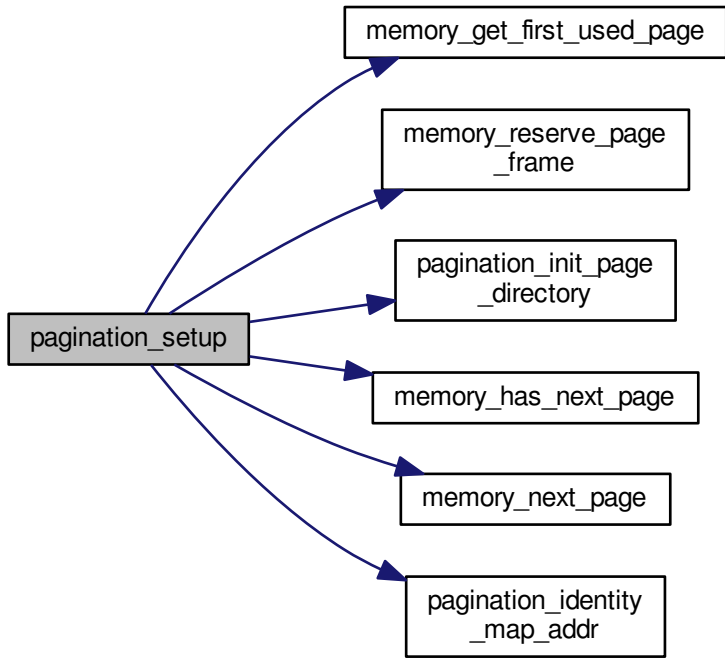 memory_get_first_used_page
memory_reserve_page
_frame
pagination_init_page
_directory
pagination_setup
memory_has_next_page
memory_next_page
pagination_identity
_map_addr